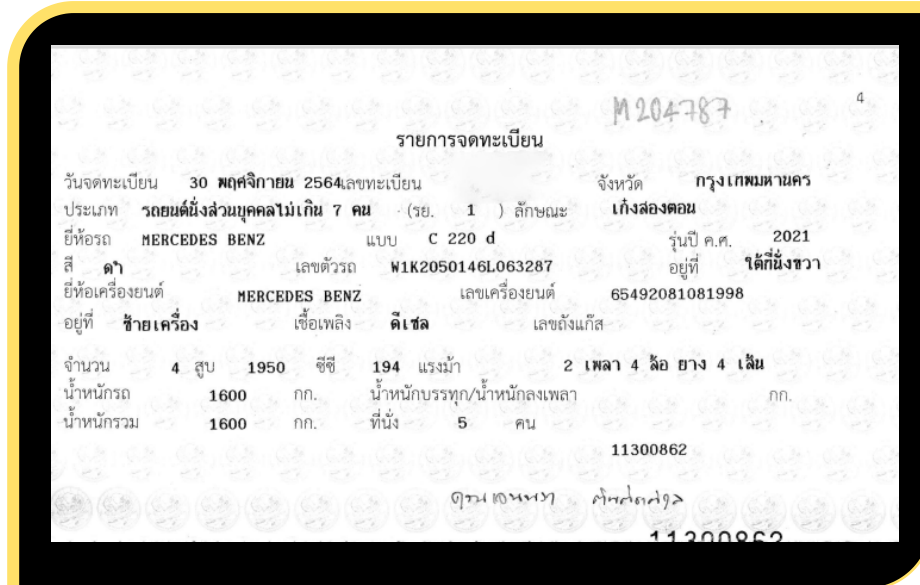 M204787
4
รายการจดทะเบียน
วันจดทะเบียน 30 พฤศจิกายน 2564 เลขทะเบียน จังหวัด กรุงเทพมหานคร
ประเภท รถยนต์นั่งส่วนบุคคลไม่เกิน 7 คน (รย. 1 ) ลักษณะ เก๋งสองตอน
ยี่ห้อรถ MERCEDES BENZ แบบ C 220 d รุ่นปี ค.ศ. 2021
สี ดำ เลขตัวรถ W1K2050146L063287 อยู่ที่ ใต้ที่นั่งขวา
ยี่ห้อเครื่องยนต์ MERCEDES BENZ เลขเครื่องยนต์ 65492081081998
อยู่ที่ ซ้ายเครื่อง เชื้อเพลิง ดีเซล เลขถังแก๊ส
จำนวน 4 สูบ 1950 ซีซี 194 แรงม้า 2 เพลา 4 ล้อ ยาง 4 เส้น
น้ำหนักรถ 1600 กก. น้ำหนักบรรทุก/น้ำหนักลงเพลา กก.
น้ำหนักรวม 1600 กก. ที่นั่ง 5 คน
11300862
11300862